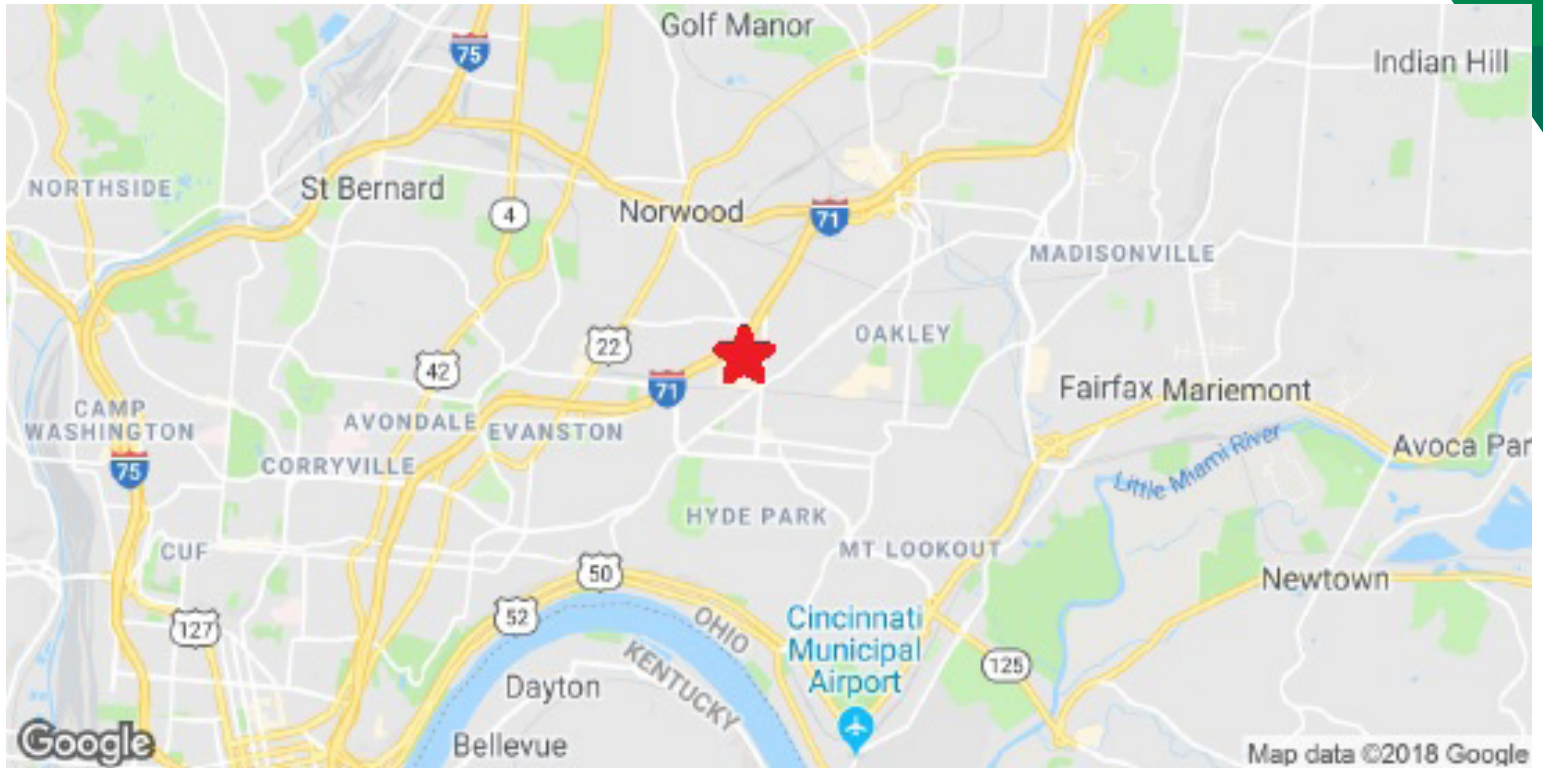 Golf Manor
75
Indian Hill
NORTHSIDE
St Bernard
4
Norwood
71
MADISONVILLE
22
OAKLEY
42
71
Fairfax
Mariemont
CAMP
WASHINGTON
AVONDALE
EVANSTON
Avoca Par
75
CORRYVILLE
Little Miami River
HYDE PARK
CUF
MT LOOKOUT
50
Newtown
52
127
OHIO
Cincinnati
Municipal
Airport
KENTUCKY
125
Dayton
Bellevue
Google
Map data ©2018 Google